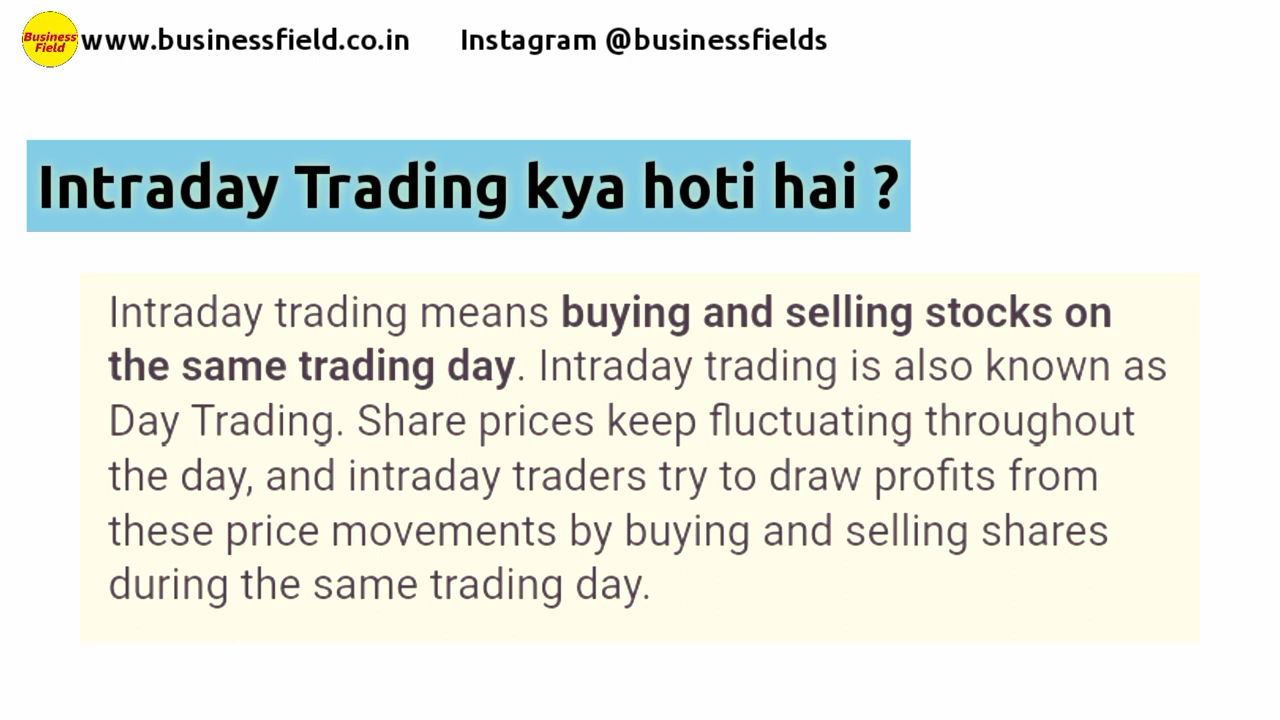 Business
Field
www.businessfield.co.in Instagram @businessfields
Intraday Trading kya hoti hai ?
Intraday trading means buying and selling stocks on
the same trading day. Intraday trading is also known as
Day Trading. Share prices keep fluctuating throughout
the day, and intraday traders try to draw profits from
these price movements by buying and selling shares
during the same trading day.